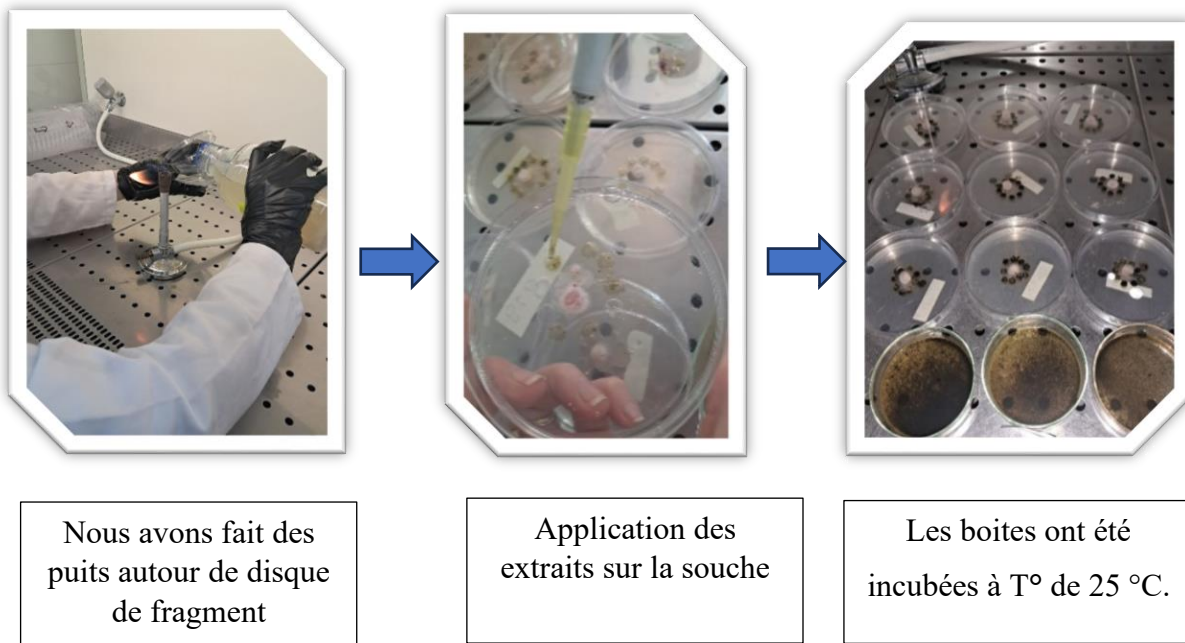 Nous avons fait des
puits autour de disque
de fragment
Application des
extraits sur la souche
Les boites ont été
incubées à T° de 25 °C.